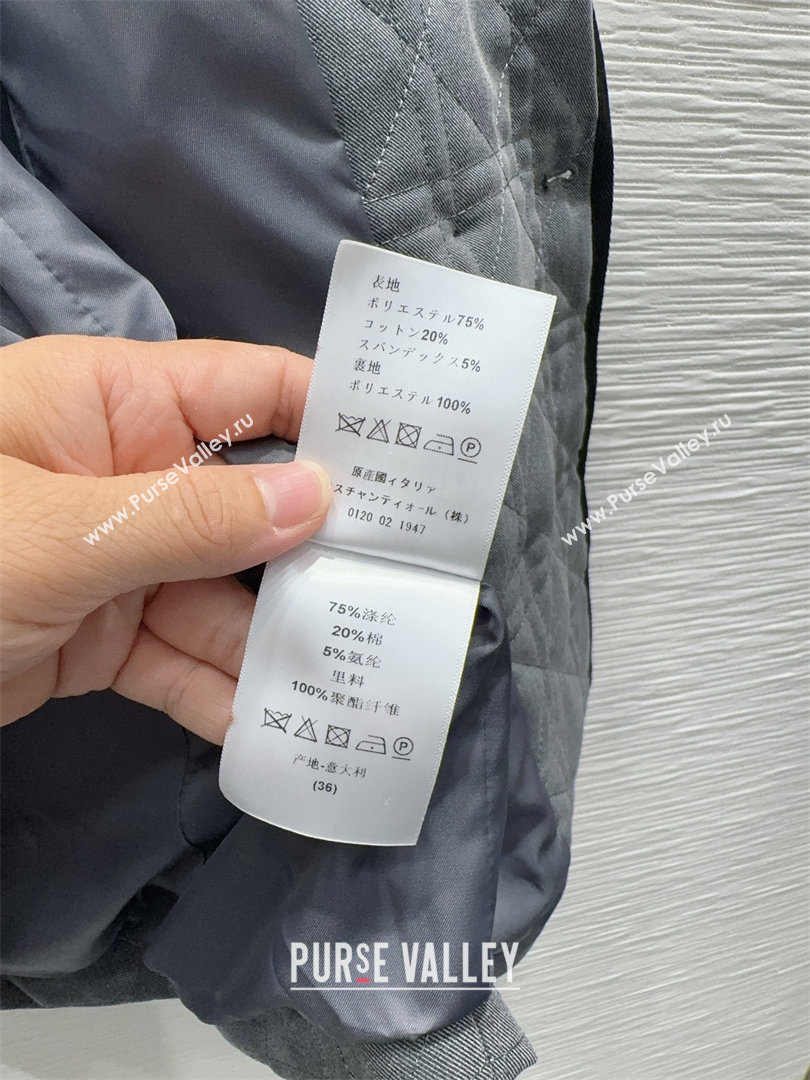 表地
ポリエステル75%
コットン20%
スパンデックス5%
裏地
ポリエステル100%
P
原産國イタリア
スチャンティオール（株）
0120 02 1947
75%涤纶
20%棉
5%氨纶
里料
100%聚酯纤维
P
产地-意大利
(36)
www.PurseValley.ru
www.PurseValley.ru
PURSE VALLEY